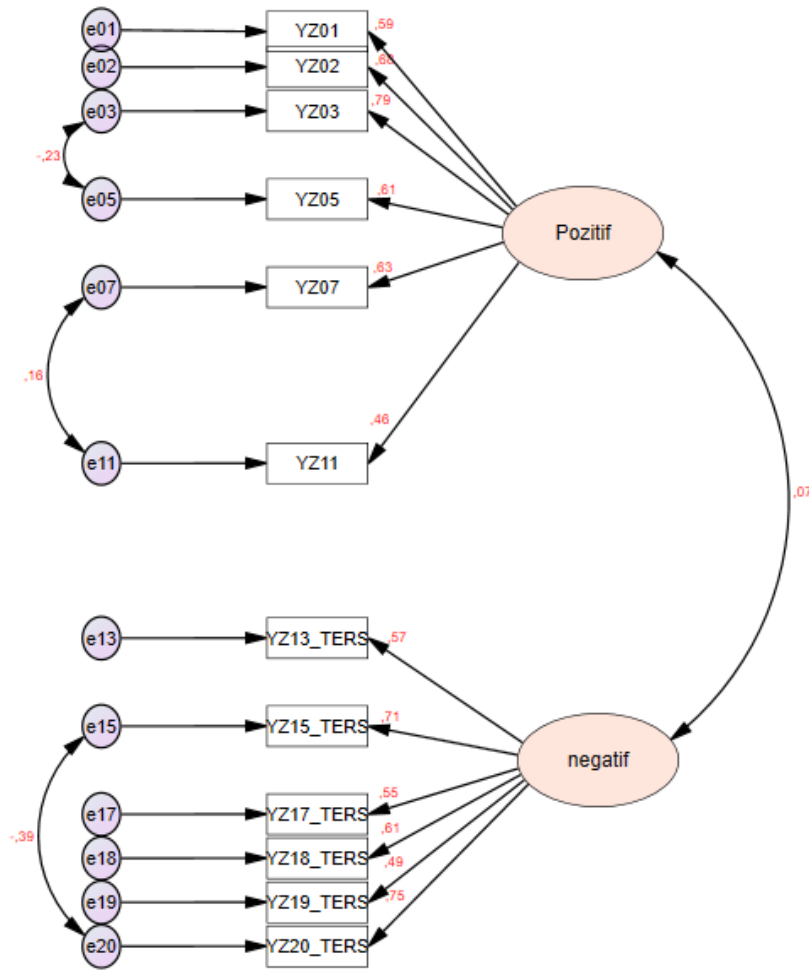 e01 YZ01 ,59
e02 YZ02 ,68
e03 YZ03 ,79
-,23
e05 YZ05 ,61
Pozitif
e07 YZ07 ,63
,16
,46
e11 YZ11
,07
e13 YZ13_TERS ,57
e15 YZ15_TERS ,71
negatif
e17 YZ17_TERS ,55
-,39
,61
e18 YZ18_TERS
,49
e19 YZ19_TERS ,75
e20 YZ20_TERS